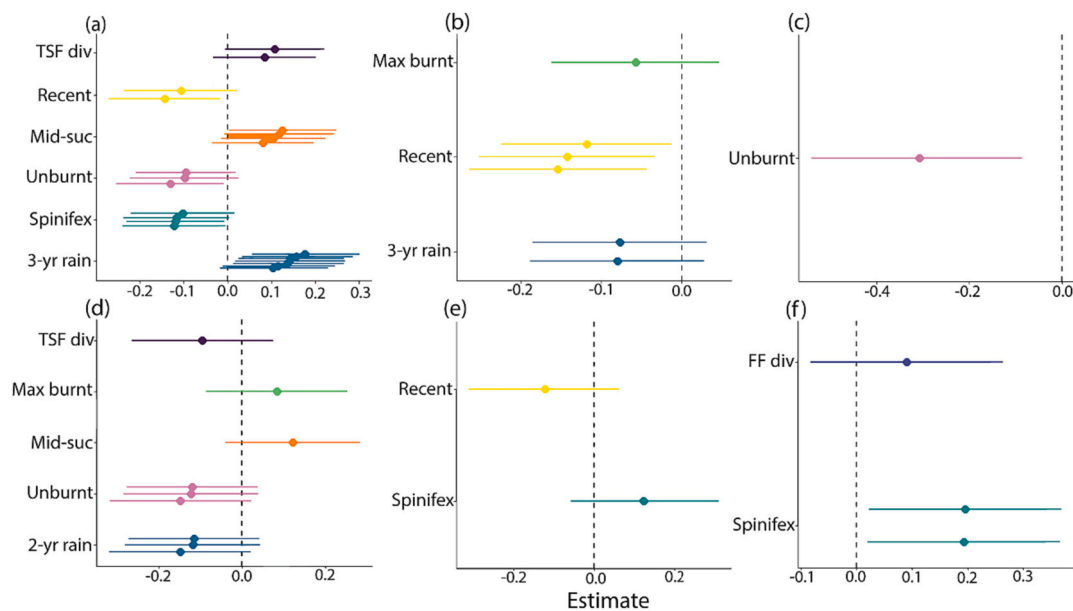 (a)
TSF div
Recent
Mid-suc
Unburnt
Spinifex
3-yr rain
-0.2 -0.1 0.0 0.1 0.2 0.3
(b)
Max burnt
Recent
3-yr rain
-0.2 -0.1 0.0
(c)
Unburnt
-0.4 -0.2 0.0
(d)
TSF div
Max burnt
Mid-suc
Unburnt
2-yr rain
-0.2 0.0 0.2
(e)
Recent
Spinifex
-0.2 0.0 0.2
(f)
FF div
Spinifex
-0.1 0.0 0.1 0.2 0.3
Estimate